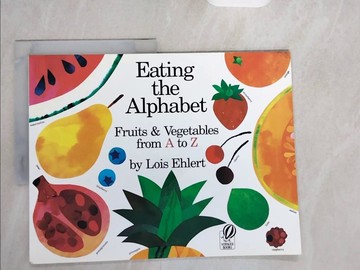 Eating
the
Alphabet
Fruits & Vegetables
from A to Z
by Lois Ehlert